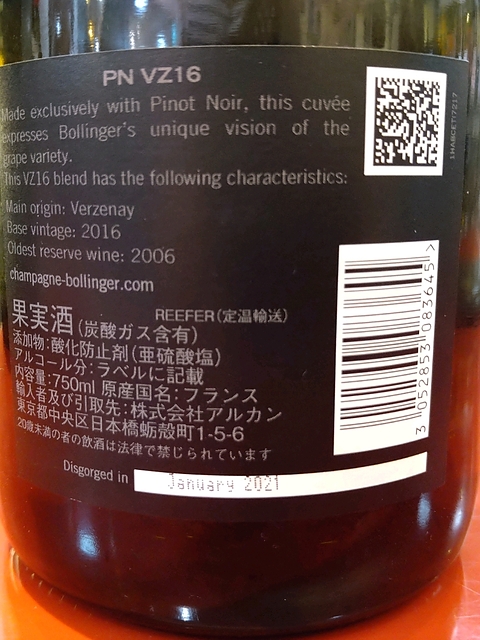 PN VZ16
Made exclusively with Pinot Noir, this cuvée
expresses Bollinger's unique vision of the
grape variety.
This VZ16 blend has the following characteristics:
Main origin: Verzenay
Base vintage: 2016
Oldest reserve wine: 2006
champagne-bollinger.com
REEFER(定温輸送)
果実酒(炭酸ガス含有)
添加物:酸化防止剤(亜硫酸塩)
アルコール分:ラベルに記載
内容量:750ml 原産国名:フランス
輸入者及び引取先:株式会社アルカン
東京都中央区日本橋蛎殻町1-5-6
20歳未満の者の飲酒は法律で禁じられています
Disgorged in January 2021
3 052853 083645 >